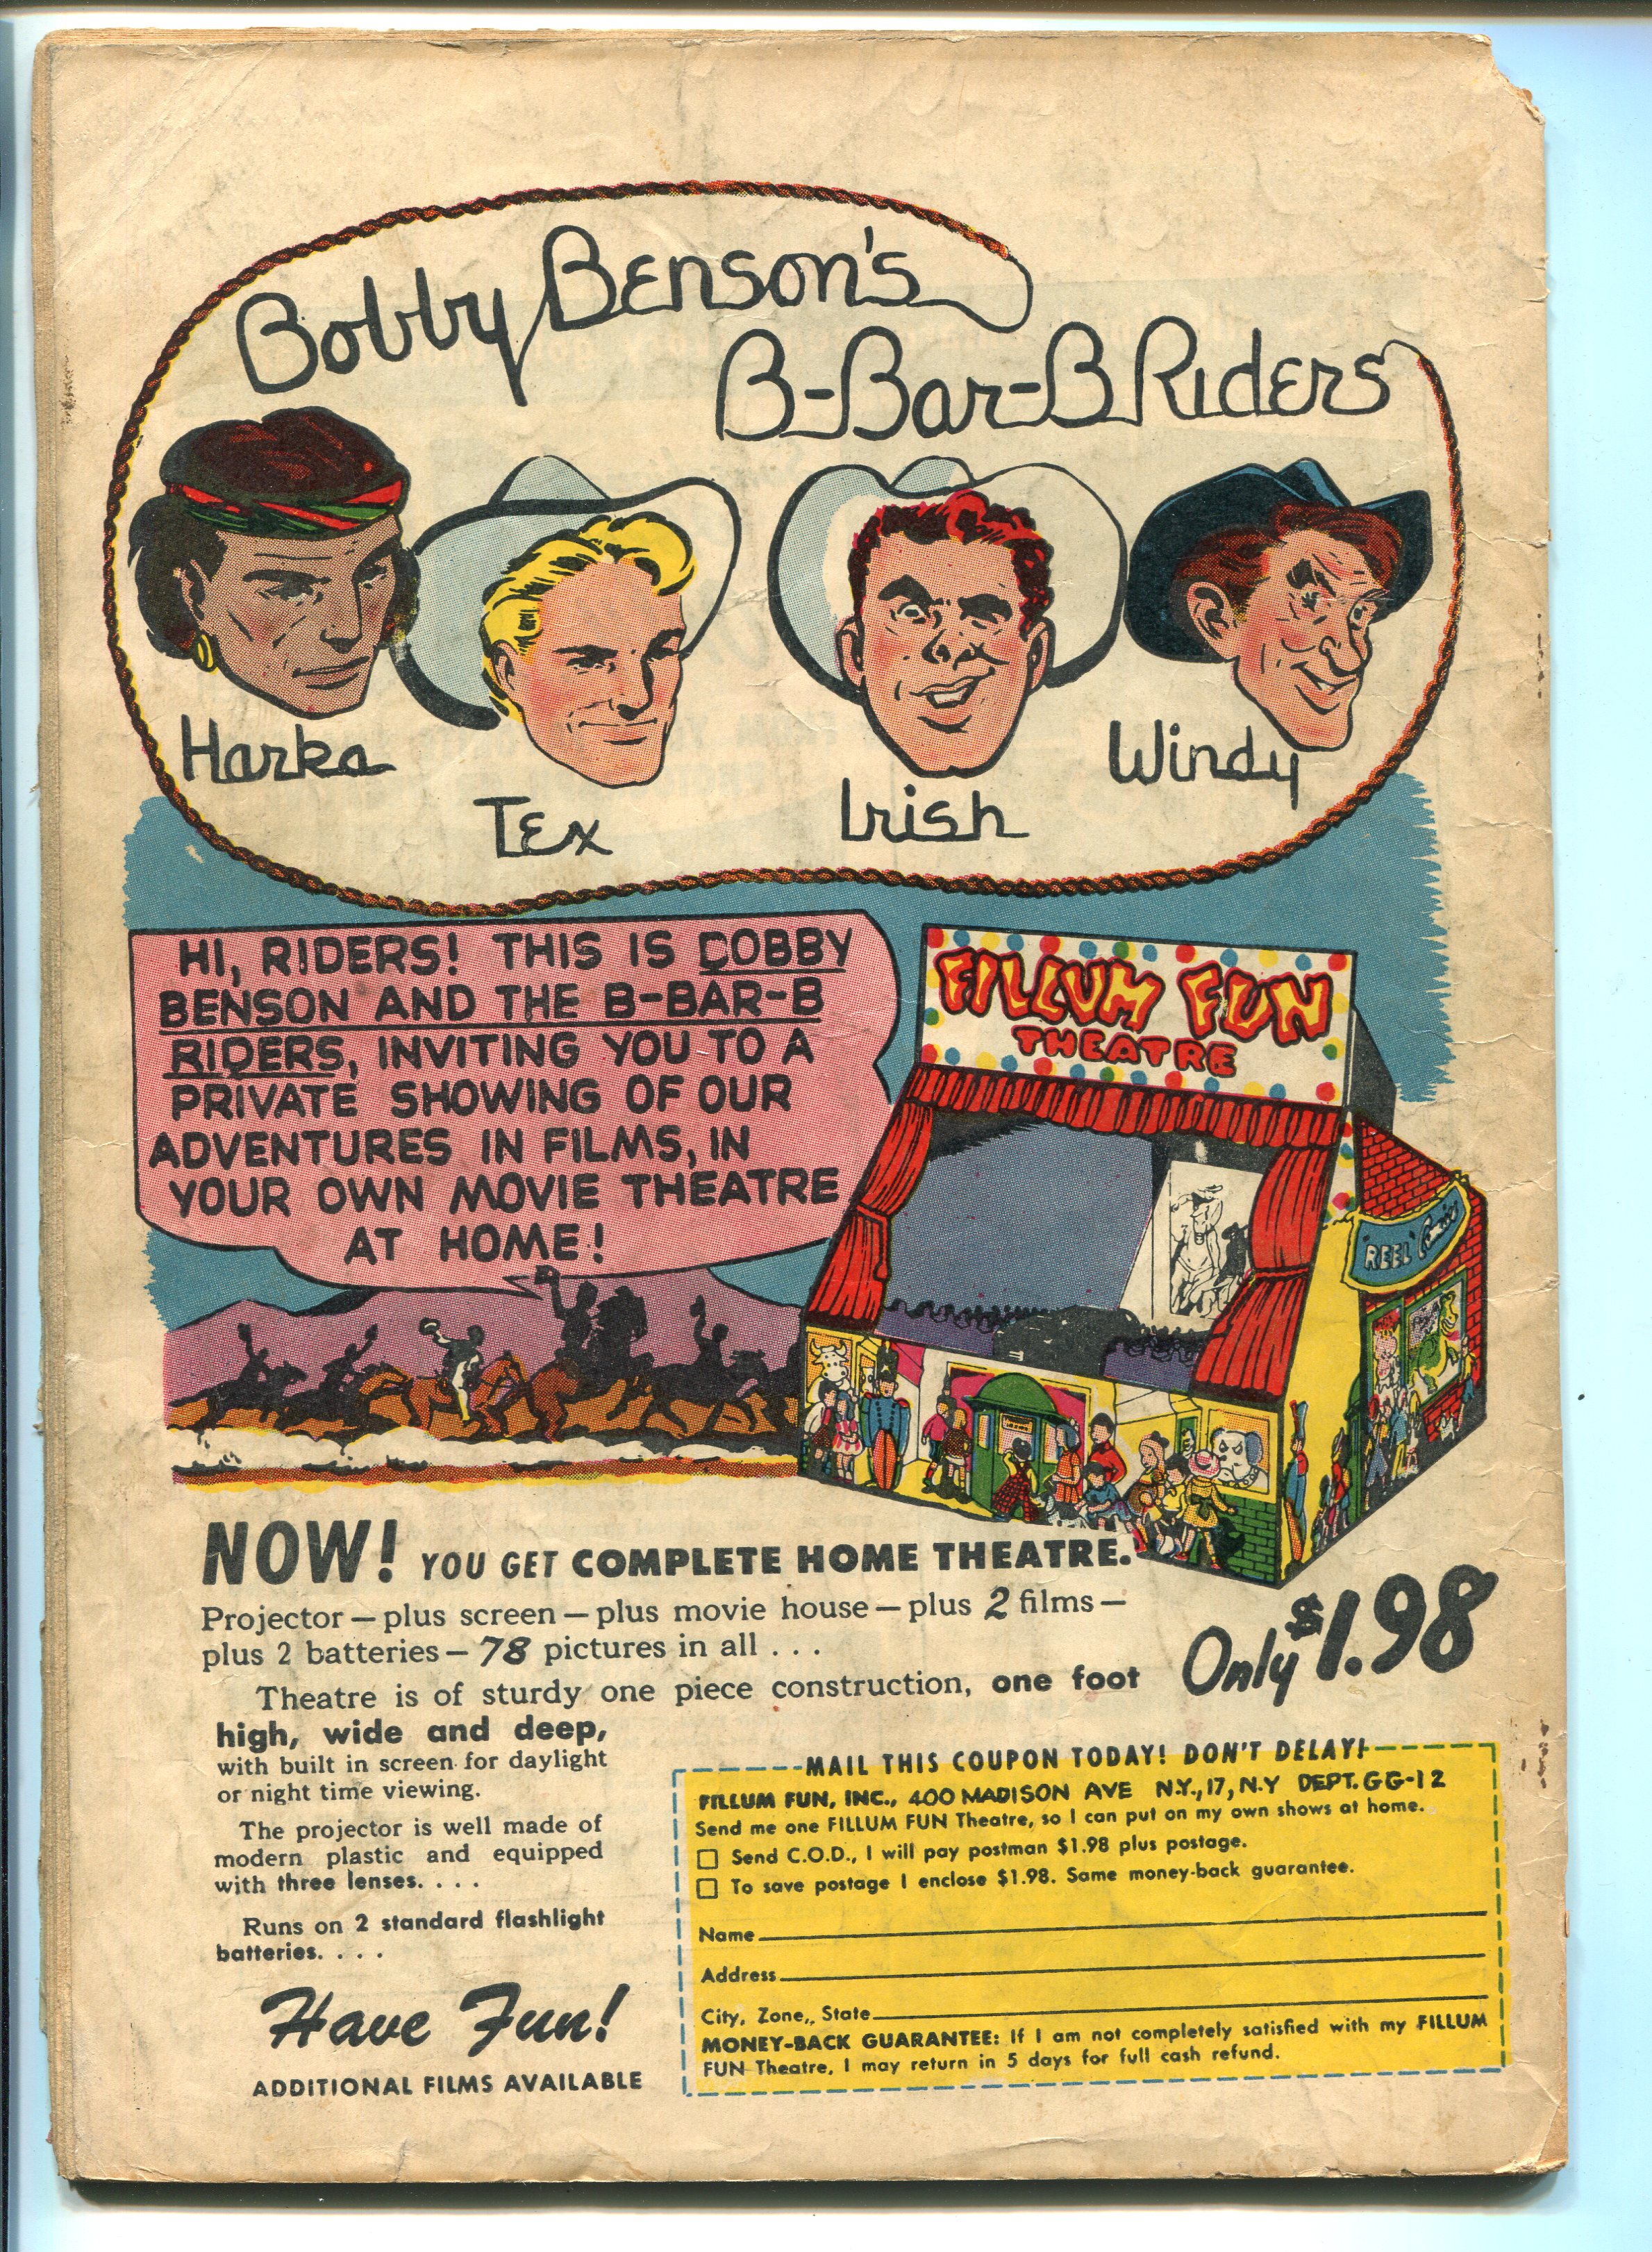 Bobby Benson's
B-Bar-B Riders
Harka
Tex
Irish
Windy
HI, RIDERS! THIS IS BOBBY
BENSON AND THE B-BAR-B
RIDERS, INVITING YOU TO A
PRIVATE SHOWING OF OUR
ADVENTURES IN FILMS, IN
YOUR OWN MOVIE THEATRE
AT HOME!
FILLUM FUN
THEATRE
"REEL" Comics
NOW! YOU GET COMPLETE HOME THEATRE.
Projector—plus screen—plus movie house—plus 2 films—
plus 2 batteries—78 pictures in all . . .
Only $1.98
Theatre is of sturdy one piece construction, one foot
high, wide and deep,
with built in screen for daylight
or night time viewing.
The projector is well made of
modern plastic and equipped
with three lenses. . . .
Runs on 2 standard flashlight
batteries. . . .
Have Fun!
ADDITIONAL FILMS AVAILABLE
MAIL THIS COUPON TODAY! DON'T DELAY!
FILLUM FUN, INC., 400 MADISON AVE N.Y., 17, N.Y DEPT. GG-12
Send me one FILLUM FUN Theatre, so I can put on my own shows at home.
Send C.O.D., I will pay postman $1.98 plus postage.
To save postage I enclose $1.98. Same money-back guarantee.
Name
Address
City, Zone,, State
MONEY-BACK GUARANTEE: If I am not completely satisfied with my FILLUM
FUN Theatre, I may return in 5 days for full cash refund.